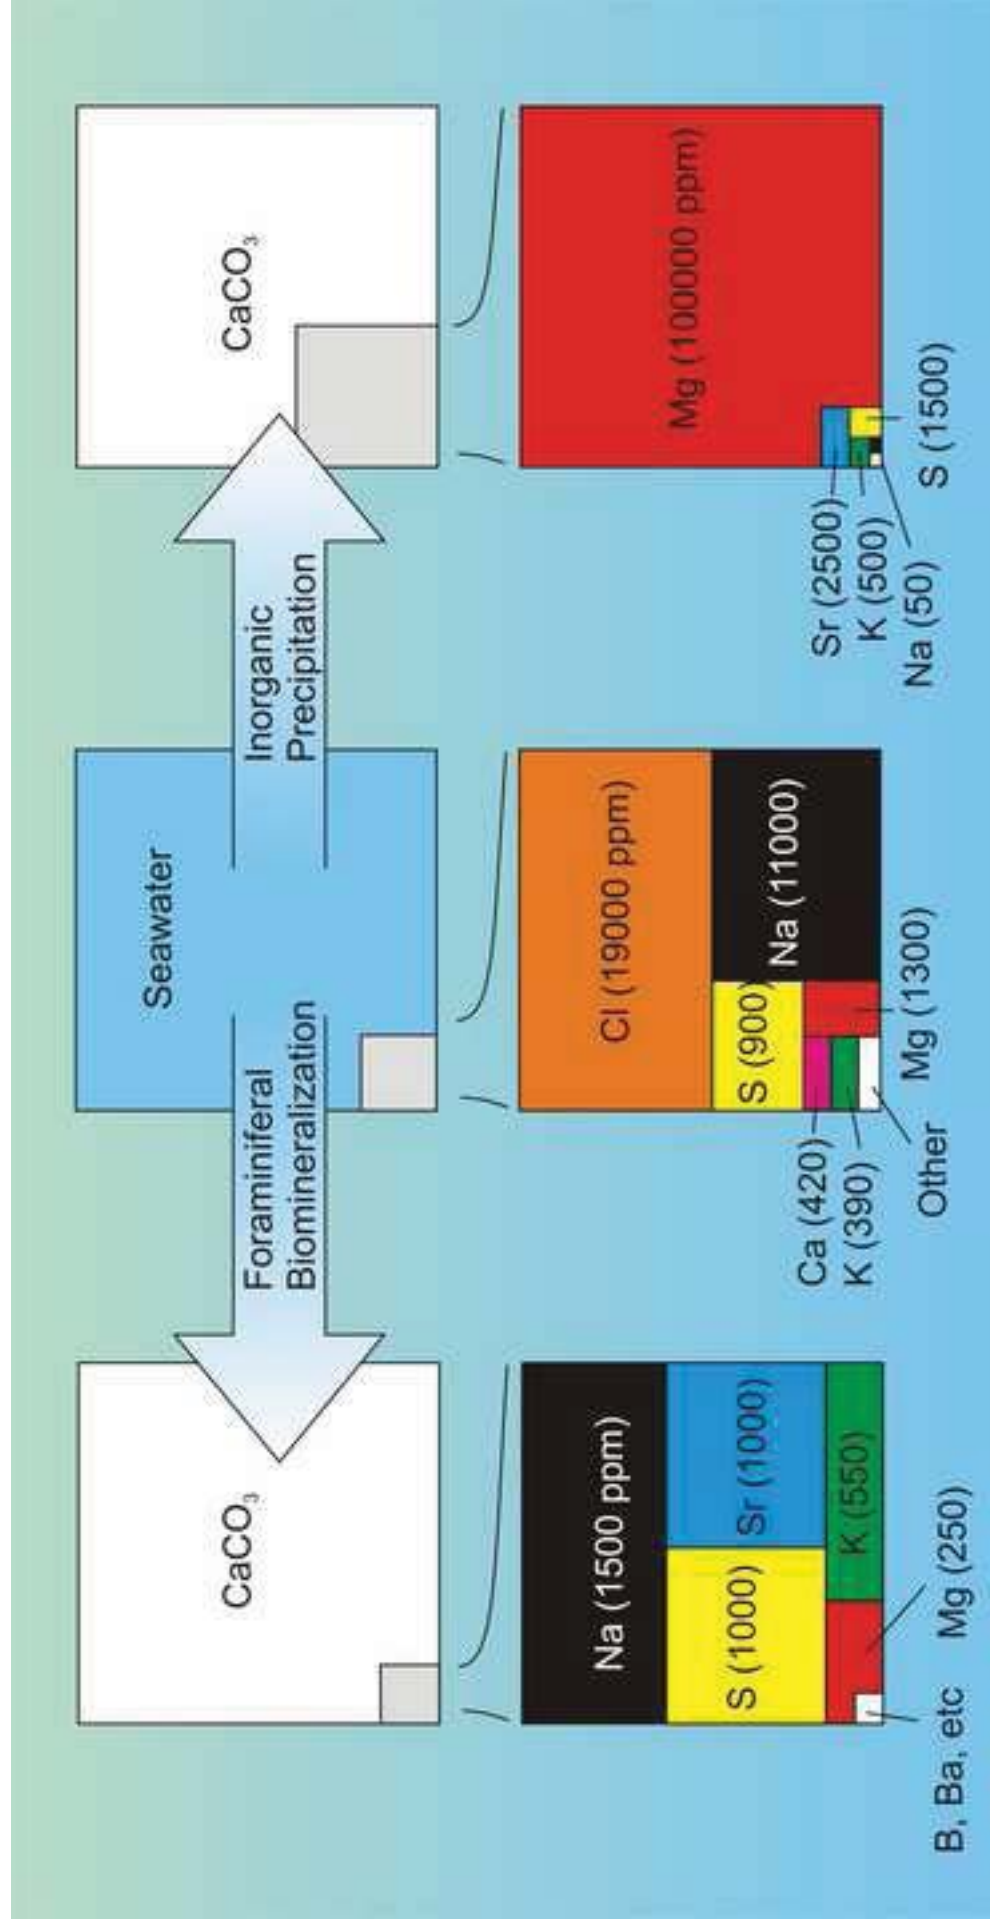 CaCO₃
Seawater
CaCO₃
Foraminiferal
Biomineralization
Inorganic
Precipitation
Na (1500 ppm)
S (1000)
Sr (1000)
K (550)
Mg (250)
B, Ba, etc
Cl (19000 ppm)
S (900)
Na (11000)
Ca (420)
K (390)
Other
Mg (1300)
Mg (100000 ppm)
Sr (2500)
K (500)
Na (50)
S (1500)